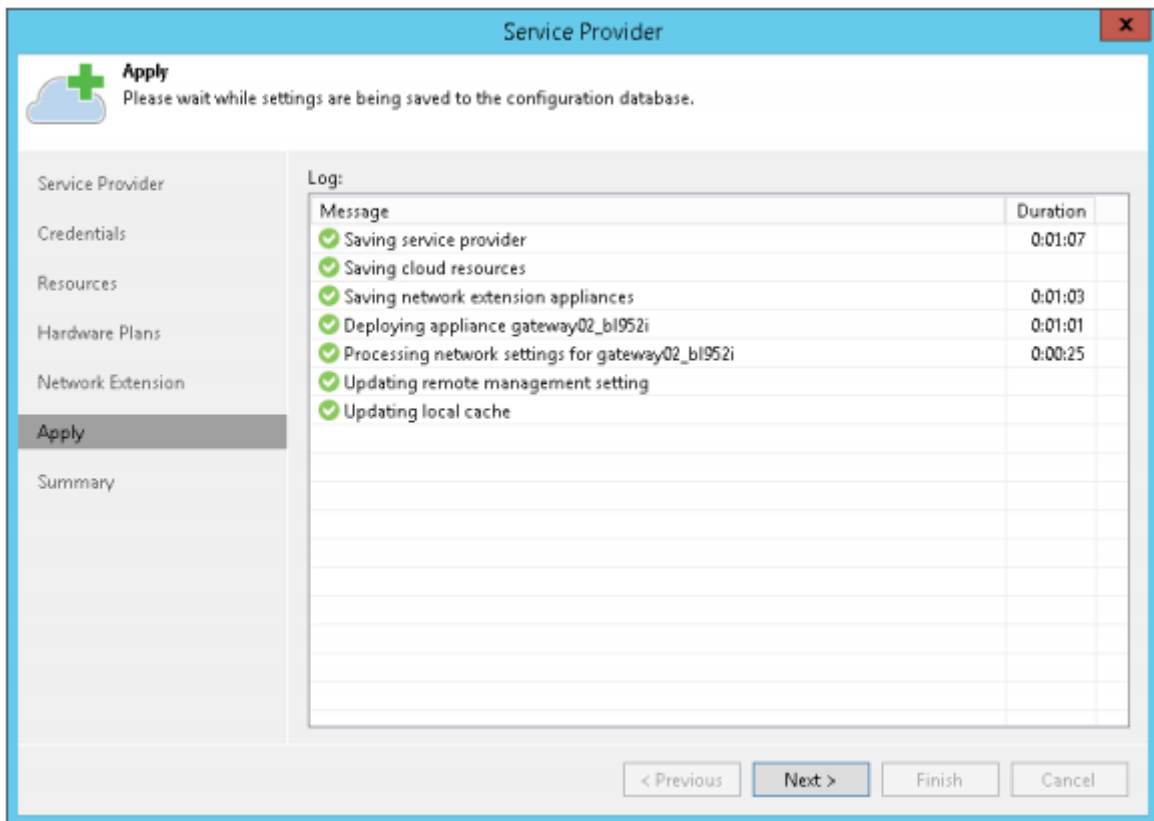 Service Provider
x
Apply
Please wait while settings are being saved to the configuration database.
Service Provider
Credentials
Resources
Hardware Plans
Network Extension
Apply
Summary
Log:
Message Duration
Saving service provider 0:01:07
Saving cloud resources
Saving network extension appliances 0:01:03
Deploying appliance gateway02_bl952i 0:01:01
Processing network settings for gateway02_bl952i 0:00:25
Updating remote management setting
Updating local cache
< Previous Next > Finish Cancel